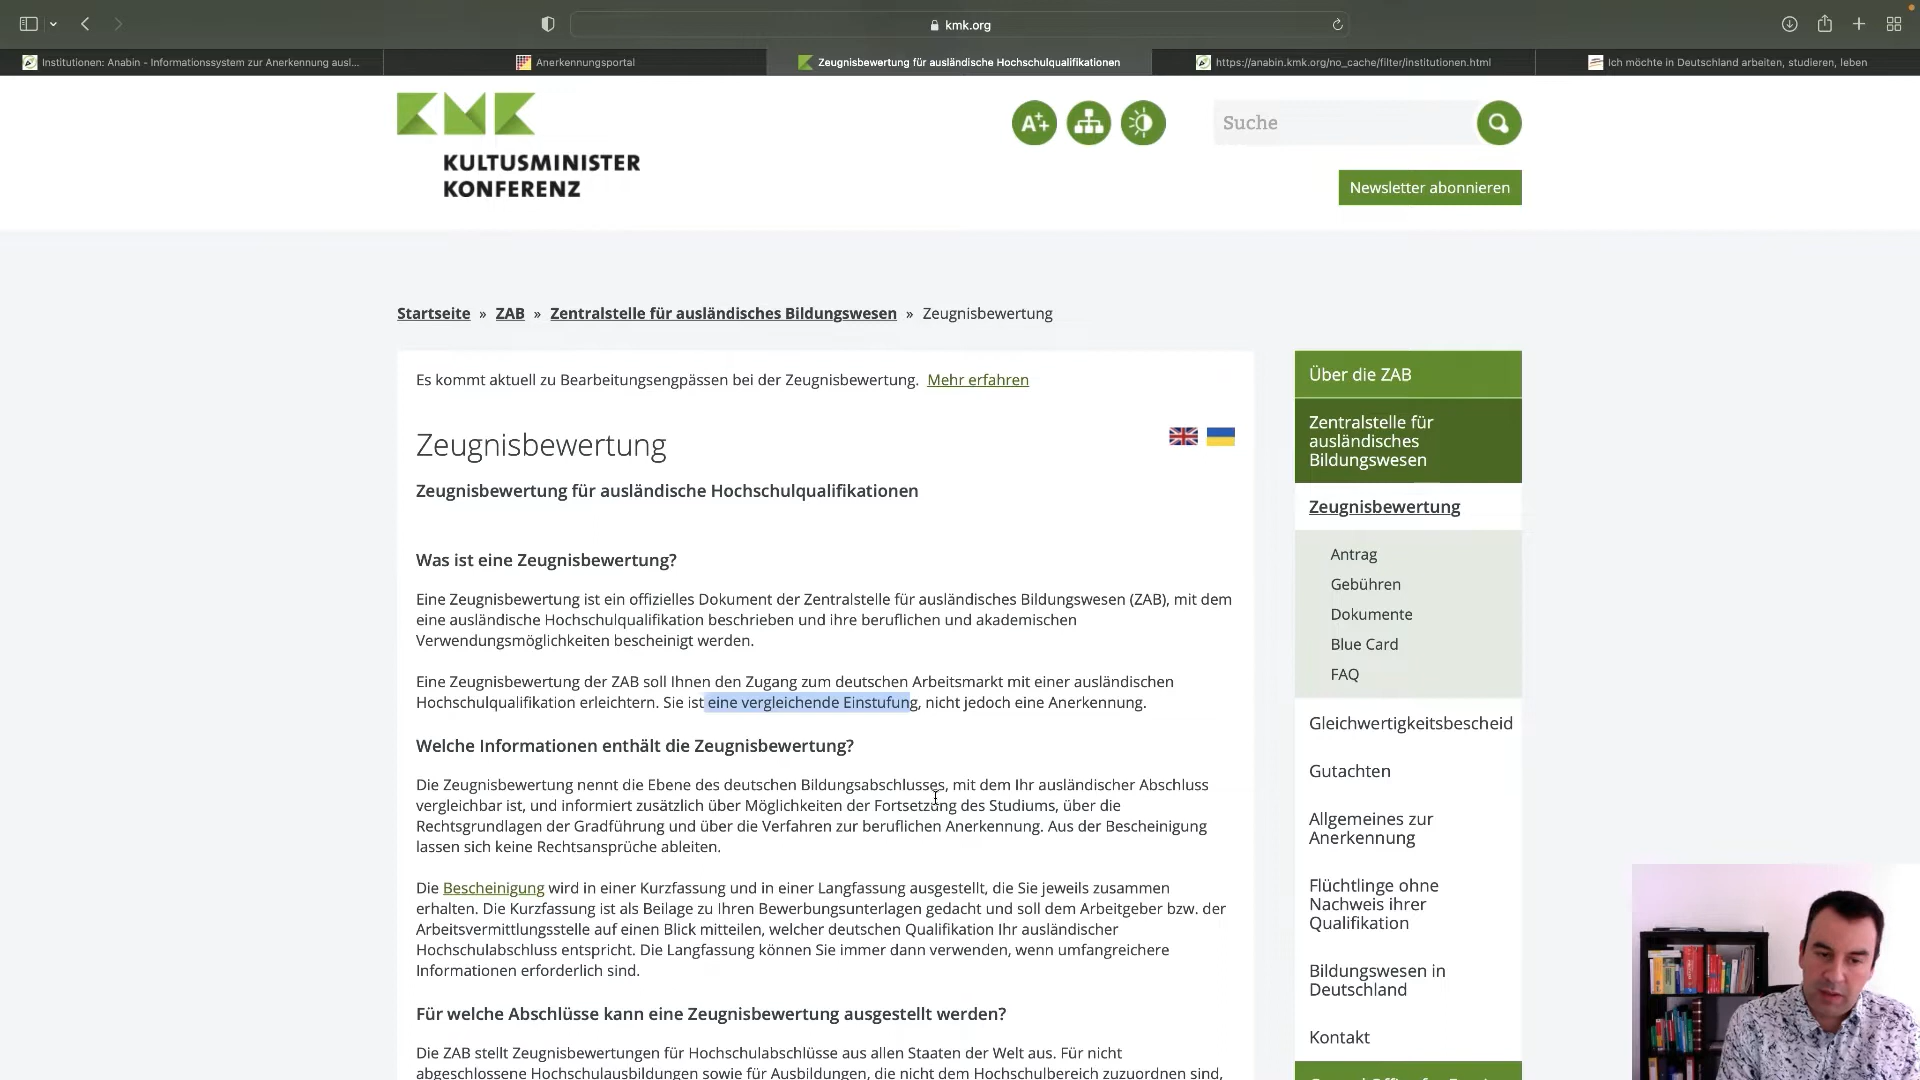 kmk.org
Institutionen: Anabin - Informationssystem zur Anerkennung ausl...
Anerkennungsportal
Zeugnisbewertung für ausländische Hochschulqualifikationen
https://anabin.kmk.org/no_cache/filter/institutionen.html
Ich möchte in Deutschland arbeiten, studieren, leben
KMK
KULTUSMINISTER
KONFERENZ
A+
Suche
Newsletter abonnieren
Startseite » ZAB » Zentralstelle für ausländisches Bildungswesen » Zeugnisbewertung
Es kommt aktuell zu Bearbeitungsengpässen bei der Zeugnisbewertung. Mehr erfahren
Zeugnisbewertung
Zeugnisbewertung für ausländische Hochschulqualifikationen
Was ist eine Zeugnisbewertung?
Eine Zeugnisbewertung ist ein offizielles Dokument der Zentralstelle für ausländisches Bildungswesen (ZAB), mit dem
eine ausländische Hochschulqualifikation beschrieben und ihre beruflichen und akademischen
Verwendungsmöglichkeiten bescheinigt werden.
Eine Zeugnisbewertung der ZAB soll Ihnen den Zugang zum deutschen Arbeitsmarkt mit einer ausländischen
Hochschulqualifikation erleichtern. Sie ist eine vergleichende Einstufung, nicht jedoch eine Anerkennung.
Welche Informationen enthält die Zeugnisbewertung?
Die Zeugnisbewertung nennt die Ebene des deutschen Bildungsabschlusses, mit dem Ihr ausländischer Abschluss
vergleichbar ist, und informiert zusätzlich über Möglichkeiten der Fortsetzung des Studiums, über die
Rechtsgrundlagen der Gradführung und über die Verfahren zur beruflichen Anerkennung. Aus der Bescheinigung
lassen sich keine Rechtsansprüche ableiten.
Die Bescheinigung wird in einer Kurzfassung und in einer Langfassung ausgestellt, die Sie jeweils zusammen
erhalten. Die Kurzfassung ist als Beilage zu Ihren Bewerbungsunterlagen gedacht und soll dem Arbeitgeber bzw. der
Arbeitsvermittlungsstelle auf einen Blick mitteilen, welcher deutschen Qualifikation Ihr ausländischer
Hochschulabschluss entspricht. Die Langfassung können Sie immer dann verwenden, wenn umfangreichere
Informationen erforderlich sind.
Für welche Abschlüsse kann eine Zeugnisbewertung ausgestellt werden?
Die ZAB stellt Zeugnisbewertungen für Hochschulabschlüsse aus allen Staaten der Welt aus. Für nicht
abgeschlossene Hochschulausbildungen sowie für Ausbildungen, die nicht dem Hochschulbereich zuzuordnen sind,
Über die ZAB
Zentralstelle für
ausländisches
Bildungswesen
Zeugnisbewertung
Antrag
Gebühren
Dokumente
Blue Card
FAQ
Gleichwertigkeitsbescheid
Gutachten
Allgemeines zur
Anerkennung
Flüchtlinge ohne
Nachweis ihrer
Qualifikation
Bildungswesen in
Deutschland
Kontakt